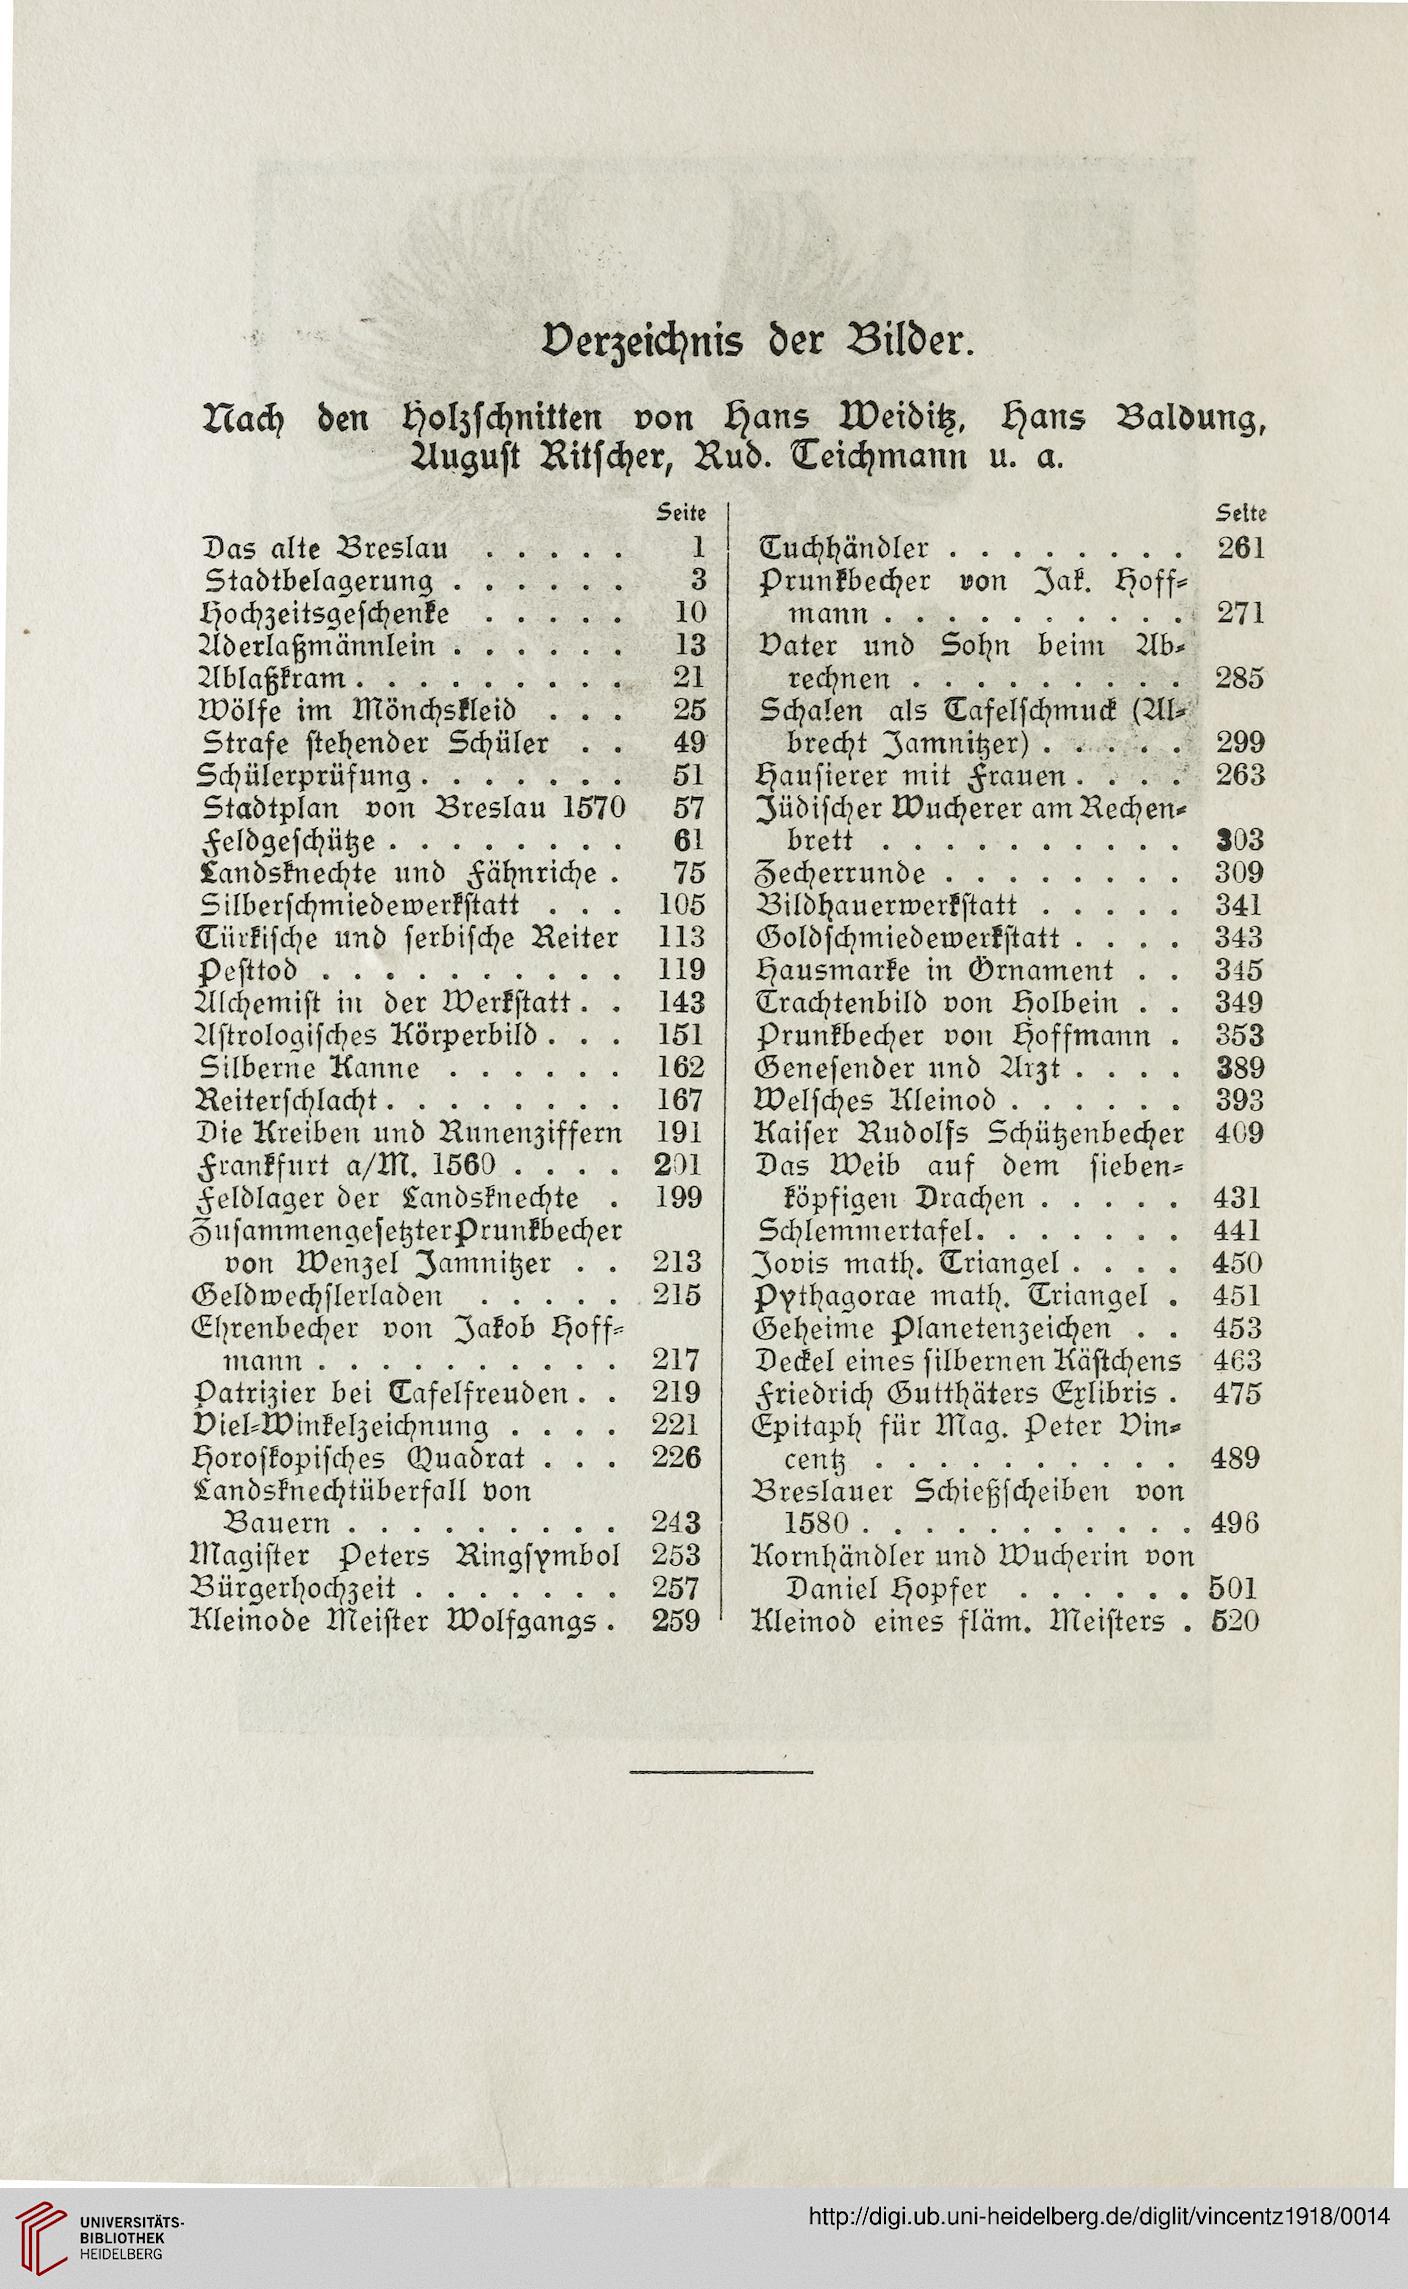 Verzeichnis der Bilder.
Nach den Holzschnitten von Hans Weiditz, Hans Baldung,
August Ritscher, Rud. Teichmann u. a.
Seite
Das alte Breslau . . . . . 1
Stadtbelagerung . . . . . . 3
Hochzeitsgeschenke . . . . . 10
Aderlaßmännlein . . . . . . 13
Ablaßkram . . . . . . . . . 21
Wölfe im Mönchskleid . . . 25
Strafe stehender Schüler . . 49
Schülerprüfung . . . . . . . 51
Stadtplan von Breslau 1570 57
Feldgeschütze . . . . . . . . 61
Landsknechte und Fähnriche . 75
Silberschmiedewerkstatt . . . 105
Türkische und serbische Reiter 113
Pesttod . . . . . . . . . . 119
Alchemist in der Werkstatt . . 143
Astrologisches Körperbild . . . 151
Silberne Kanne . . . . . . 162
Reiterschlacht . . . . . . . . 167
Die Kreiben und Runenziffern 191
Frankfurt a/M. 1560 . . . . 201
Feldlager der Landsknechte . 199
Zusammengesetzter Prunkbecher
von Wenzel Jamnitzer . . 213
Geldwechslerladen . . . . . 215
Ehrenbecher von Jakob Hoff-
mann . . . . . . . . . . 217
Patrizier bei Tafelfreuden . . 219
Viel-Winkelzeichnung . . . . 221
Horoskopisches Quadrat . . . 226
Landsknechtüberfall von
Bauern . . . . . . . . . 243
Magister Peters Ringsymbol 253
Bürgerhochzeit . . . . . . . 257
Kleinode Meister Wolfgangs . 259
Seite
Tuchhändler . . . . . . . . 261
Prunkbecher von Jak. Hoff-
mann . . . . . . . . . . 271
Vater und Sohn beim Ab-
rechnen . . . . . . . . . 285
Schalen als Tafelschmuck (Al-
brecht Jamnitzer) . . . . . 299
Hausierer mit Frauen . . . . 263
Jüdischer Wucherer am Rechen-
brett . . . . . . . . . . 303
Zecherrunde . . . . . . . . 309
Bildhauerwerkstatt . . . . . 341
Goldschmiedewerkstatt . . . . 343
Hausmarke in Örnament . . 345
Trachtenbild von Holbein . . 349
Prunkbecher von Hoffmann . 353
Genesender und Arzt . . . . 389
Welsches Kleinod . . . . . . 393
Kaiser Rudolfs Schützenbecher 409
Das Weib auf dem sieben-
köpfigen Drachen . . . . . 431
Schlemmertafel . . . . . . . 441
Jovis math. Triangel . . . . 450
Pythagorae math. Triangel . 451
Geheime Planetenzeichen . . 453
Deckel eines silbernen Kästchens 463
Friedrich Gutthäters Exlibris . 475
Epitaph für Mag. Peter Vin-
centz . . . . . . . . . . 489
Breslauer Schießscheiben von
1580 . . . . . . . . . . . 496
Kornhändler und Wucherin von
Daniel Hopfer . . . . . . 501
Kleinod eines fläm. Meisters . 520
UNIVERSITÄTS-
BIBLIOTHEK
HEIDELBERG
http://digi.ub.uni-heidelberg.de/diglit/vincentz1918/0014